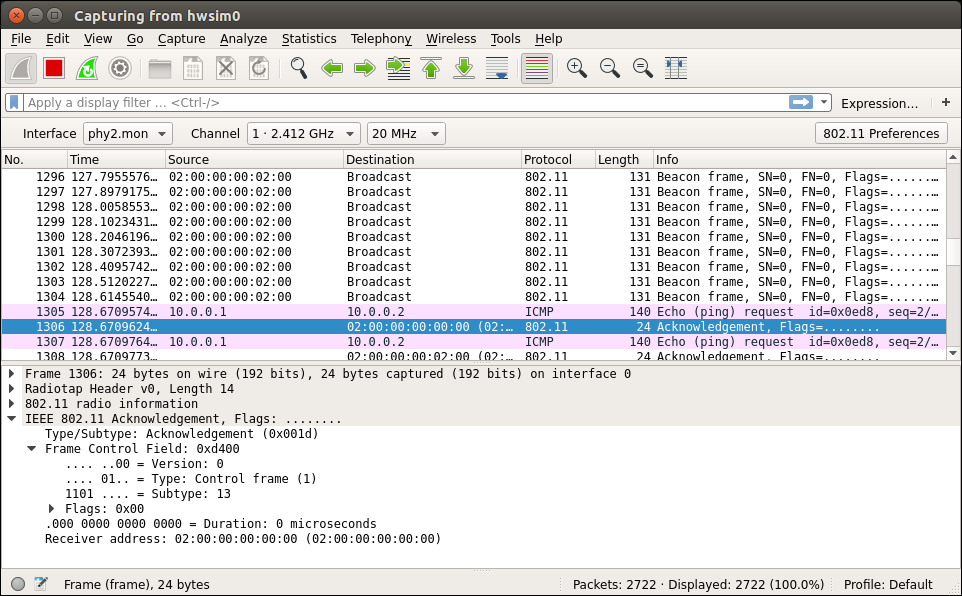 Capturing from hwsim0
File Edit View Go Capture Analyze Statistics Telephony Wireless Tools Help
Apply a display filter ... <Ctrl-/> Expression... +
Interface phy2.mon Channel 1 · 2.412 GHz 20 MHz 802.11 Preferences
No. Time Source Destination Protocol Length Info
1296 127.7955576… 02:00:00:00:02:00 Broadcast 802.11 131 Beacon frame, SN=0, FN=0, Flags=......…
1297 127.8979175… 02:00:00:00:02:00 Broadcast 802.11 131 Beacon frame, SN=0, FN=0, Flags=......…
1298 128.0058553… 02:00:00:00:02:00 Broadcast 802.11 131 Beacon frame, SN=0, FN=0, Flags=......…
1299 128.1023431… 02:00:00:00:02:00 Broadcast 802.11 131 Beacon frame, SN=0, FN=0, Flags=......…
1300 128.2046196… 02:00:00:00:02:00 Broadcast 802.11 131 Beacon frame, SN=0, FN=0, Flags=......…
1301 128.3072393… 02:00:00:00:02:00 Broadcast 802.11 131 Beacon frame, SN=0, FN=0, Flags=......…
1302 128.4095742… 02:00:00:00:02:00 Broadcast 802.11 131 Beacon frame, SN=0, FN=0, Flags=......…
1303 128.5120227… 02:00:00:00:02:00 Broadcast 802.11 131 Beacon frame, SN=0, FN=0, Flags=......…
1304 128.6145540… 02:00:00:00:02:00 Broadcast 802.11 131 Beacon frame, SN=0, FN=0, Flags=......…
1305 128.6709574… 10.0.0.1 10.0.0.2 ICMP 140 Echo (ping) request id=0x0ed8, seq=2/…
1306 128.6709624… 02:00:00:00:00:00 (02:… 802.11 24 Acknowledgement, Flags=........
1307 128.6709764… 10.0.0.1 10.0.0.2 ICMP 140 Echo (ping) request id=0x0ed8, seq=2/…
1308 128.6709773… 02:00:00:00:02:00 (02:… 802.11 24 Acknowledgement, Flags=........
Frame 1306: 24 bytes on wire (192 bits), 24 bytes captured (192 bits) on interface 0
Radiotap Header v0, Length 14
802.11 radio information
IEEE 802.11 Acknowledgement, Flags: ........
Type/Subtype: Acknowledgement (0x001d)
Frame Control Field: 0xd400
.... ..00 = Version: 0
.... 01.. = Type: Control frame (1)
1101 .... = Subtype: 13
Flags: 0x00
.000 0000 0000 0000 = Duration: 0 microseconds
Receiver address: 02:00:00:00:00:00 (02:00:00:00:00:00)
Frame (frame), 24 bytes Packets: 2722 · Displayed: 2722 (100.0%) Profile: Default